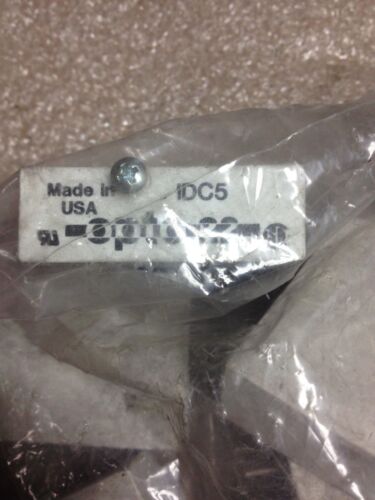 Made in IDC5
USA
opto 22